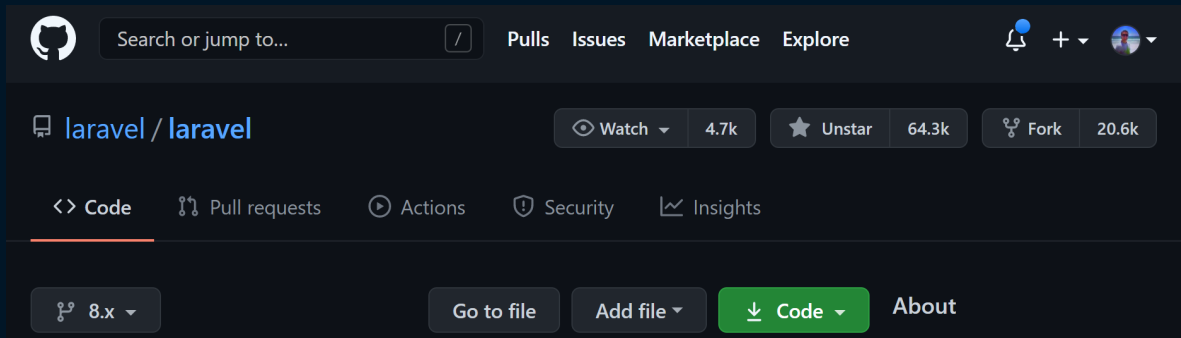 Search or jump to... / Pulls Issues Marketplace Explore
laravel / laravel Watch 4.7k Unstar 64.3k Fork 20.6k
Code Pull requests Actions Security Insights
8.x Go to file Add file Code About